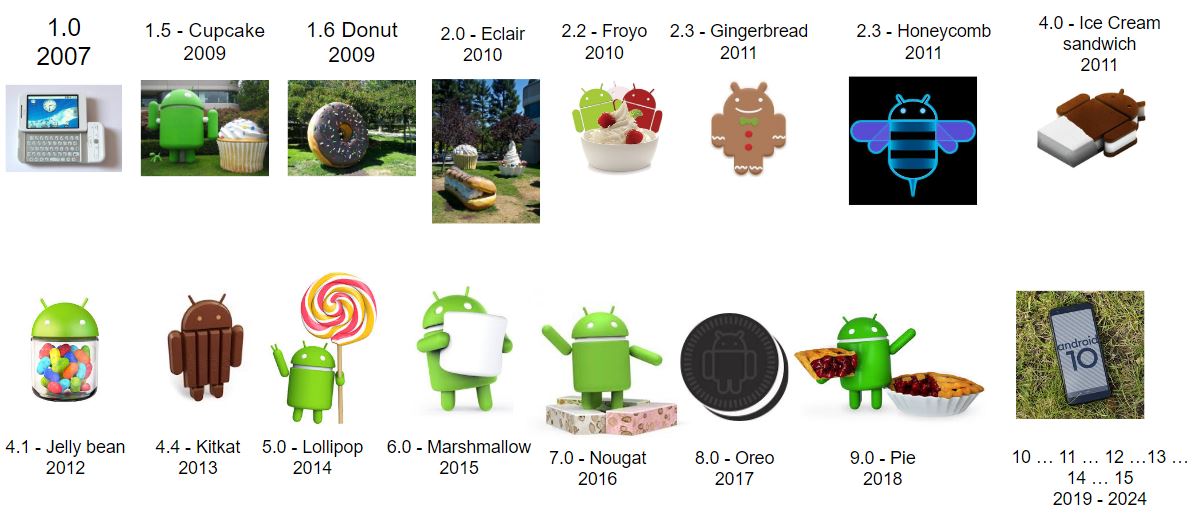 1.0
2007
1.5 - Cupcake
2009
1.6 Donut
2009
2.0 - Eclair
2010
2.2 - Froyo
2010
2.3 - Gingerbread
2011
2.3 - Honeycomb
2011
4.0 - Ice Cream
sandwich
2011
4.1 - Jelly bean
2012
4.4 - Kitkat
2013
5.0 - Lollipop
2014
6.0 - Marshmallow
2015
7.0 - Nougat
2016
8.0 - Oreo
2017
9.0 - Pie
2018
android
10
10 … 11 … 12 …13 …
14 … 15
2019 - 2024